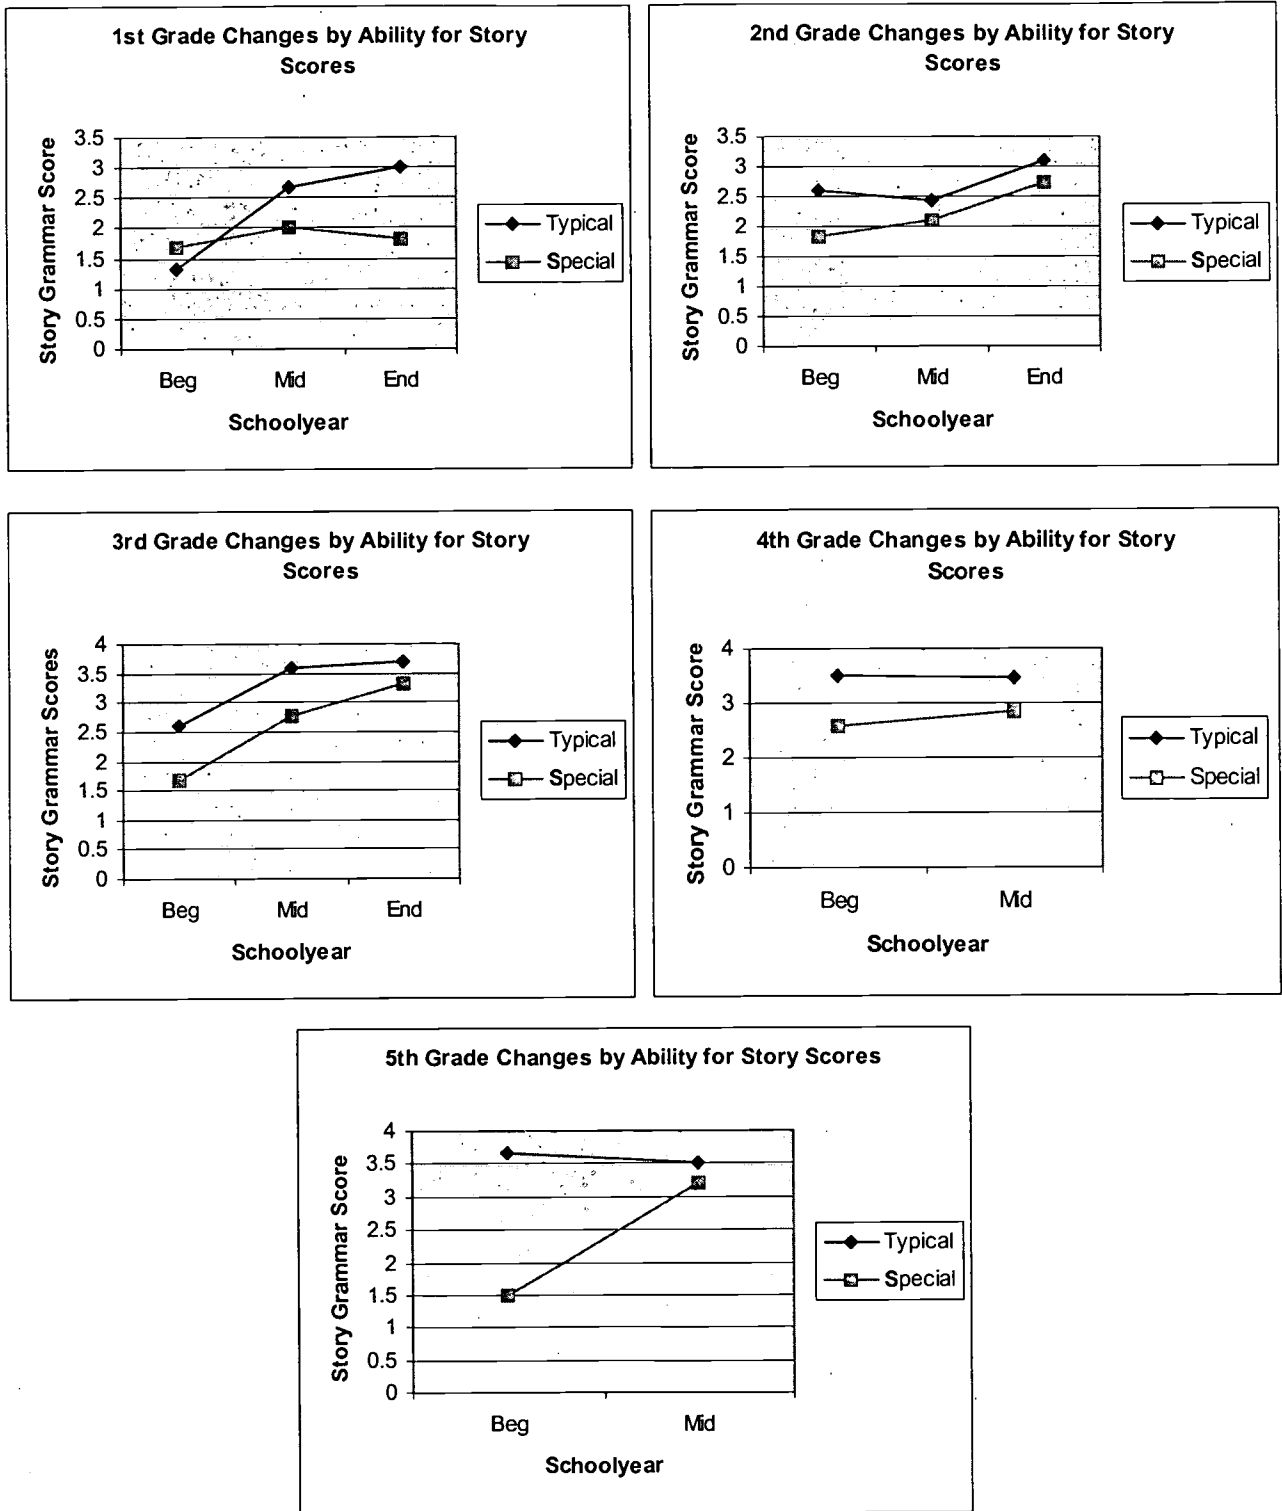 1st Grade Changes by Ability for Story
Scores
Story Grammar Score
3.5
3
2.5
2
1.5
1
0.5
0
Beg Mid End
Schoolyear
Typical
Special
2nd Grade Changes by Ability for Story
Scores
Story Grammar Score
3.5
3
2.5
2
1.5
1
0.5
0
Beg Mid End
Schoolyear
Typical
Special
3rd Grade Changes by Ability for Story
Scores
Story Grammar Scores
4
3.5
3
2.5
2
1.5
1
0.5
0
Beg Mid End
Schoolyear
Typical
Special
4th Grade Changes by Ability for Story
Scores
Story Grammar Score
4
3
2
1
0
Beg Mid
Schoolyear
Typical
Special
5th Grade Changes by Ability for Story Scores
Story Grammar Score
4
3.5
3
2.5
2
1.5
1
0.5
0
Beg Mid
Schoolyear
Typical
Special